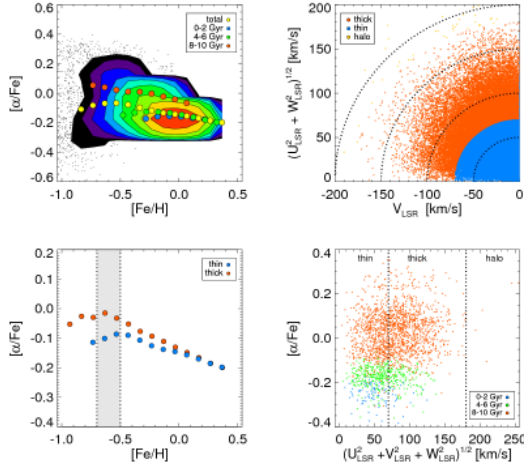 total
0-2 Gyr
4-6 Gyr
8-10 Gyr
[α/Fe]
0.4
0.2
0.0
-0.2
-0.4
-0.6
-1.0 -0.5 0.0 0.5
[Fe/H]
thick
thin
halo
(U²LSR + W²LSR)^1/2 [km/s]
200
150
100
50
0
-200 -150 -100 -50 0
VLSR [km/s]
thin
thick
[α/Fe]
0.2
0.1
0.0
-0.1
-0.2
-0.3
-0.4
-1.0 -0.5 0.0 0.5
[Fe/H]
thin thick halo
[α/Fe]
0.4
0.2
0.0
-0.2
-0.4
0-2 Gyr
4-6 Gyr
8-10 Gyr
0 50 100 150 200 250
(U²LSR +V²LSR + W²LSR)^1/2 [km/s]